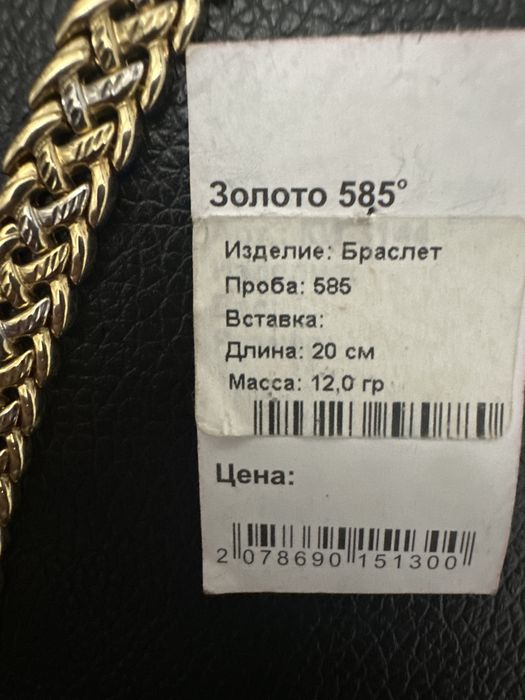 Золото 585°
Изделие: Браслет
Проба: 585
Вставка:
Длина: 20 см
Масса: 12,0 гр
Цена:
2 078690 151300